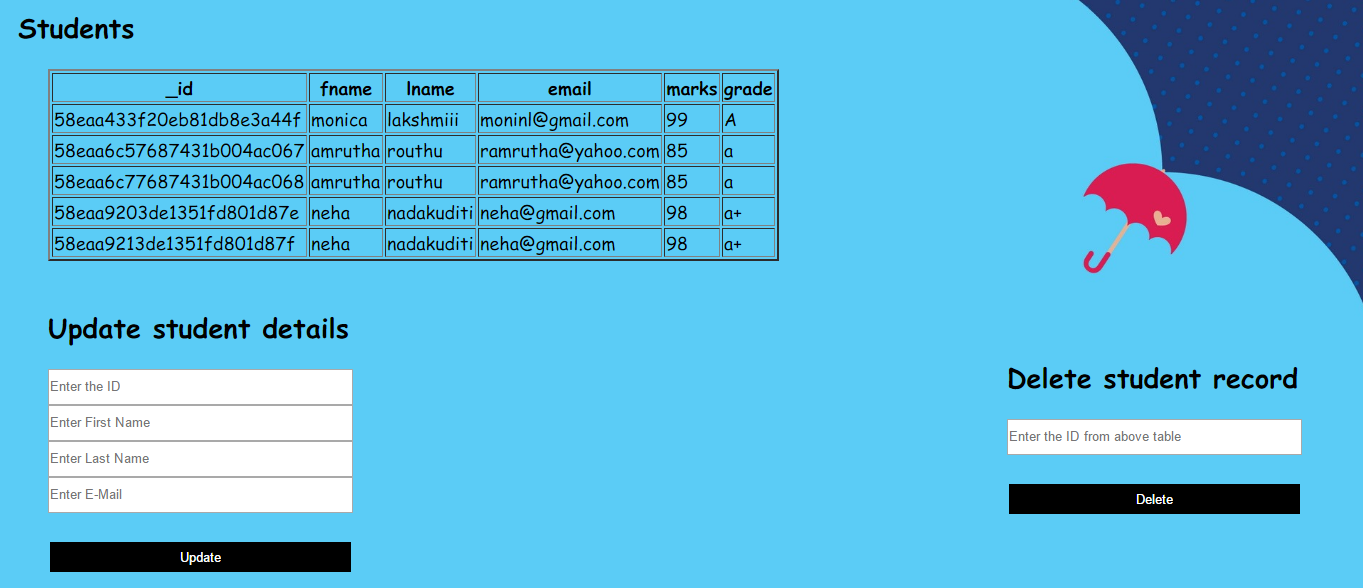 Students
_id fname lname email marks grade
58eaa433f20eb81db8e3a44f monica lakshmiii moninl@gmail.com 99 A
58eaa6c57687431b004ac067 amrutha routhu ramrutha@yahoo.com 85 a
58eaa6c77687431b004ac068 amrutha routhu ramrutha@yahoo.com 85 a
58eaa9203de1351fd801d87e neha nadakuditi neha@gmail.com 98 a+
58eaa9213de1351fd801d87f neha nadakuditi neha@gmail.com 98 a+
Update student details
Enter the ID
Enter First Name
Enter Last Name
Enter E-Mail
Update
Delete student record
Enter the ID from above table
Delete